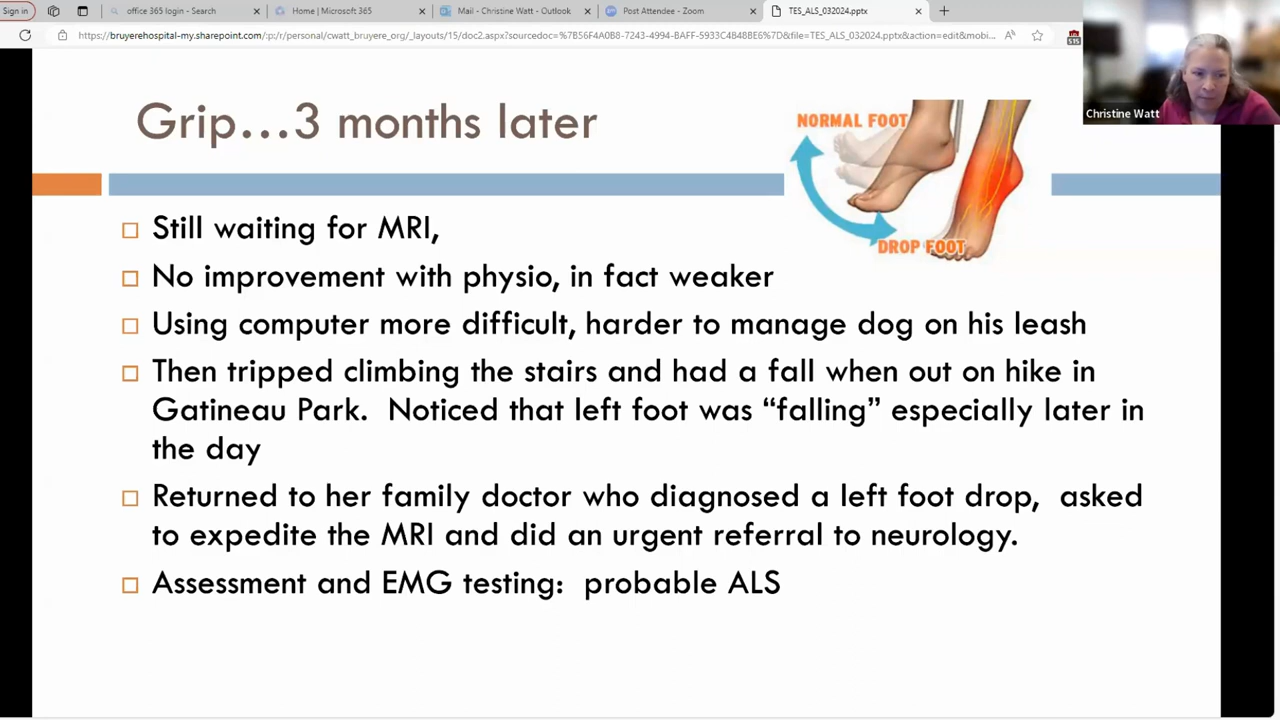 Sign in
office 365 login - Search
Home | Microsoft 365
Mail - Christine Watt - Outlook
Post Attendee - Zoom
TES_ALS_032024.pptx
https://bruyerehospital-my.sharepoint.com/:p:/r/personal/cwatt_bruyere_org/_layouts/15/doc2.aspx?sourcedoc=%7B56F4A0B8-7243-4994-BAFF-5933C4B48BE6%7D&file=TES_ALS_032024.pptx&action=edit&mobi...
515
Christine Watt
Grip...3 months later
NORMAL FOOT
DROP FOOT
Still waiting for MRI,
No improvement with physio, in fact weaker
Using computer more difficult, harder to manage dog on his leash
Then tripped climbing the stairs and had a fall when out on hike in
Gatineau Park.  Noticed that left foot was “falling” especially later in
the day
Returned to her family doctor who diagnosed a left foot drop,  asked
to expedite the MRI and did an urgent referral to neurology.
Assessment and EMG testing:  probable ALS